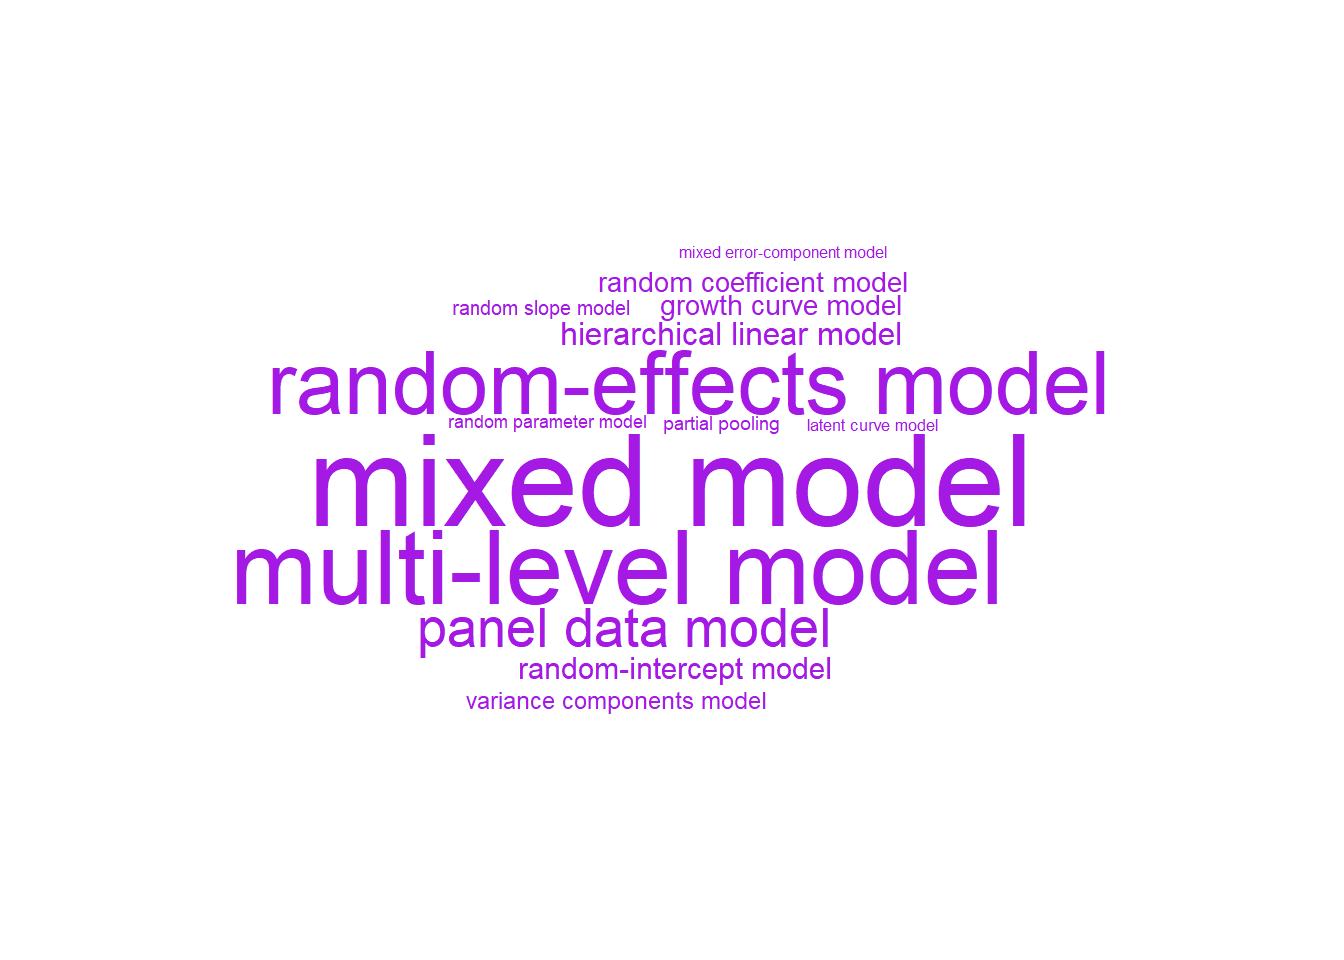 mixed error-component model
random coefficient model
random slope model growth curve model
hierarchical linear model
random-effects model
random parameter model partial pooling latent curve model
mixed model
multi-level model
panel data model
random-intercept model
variance components model